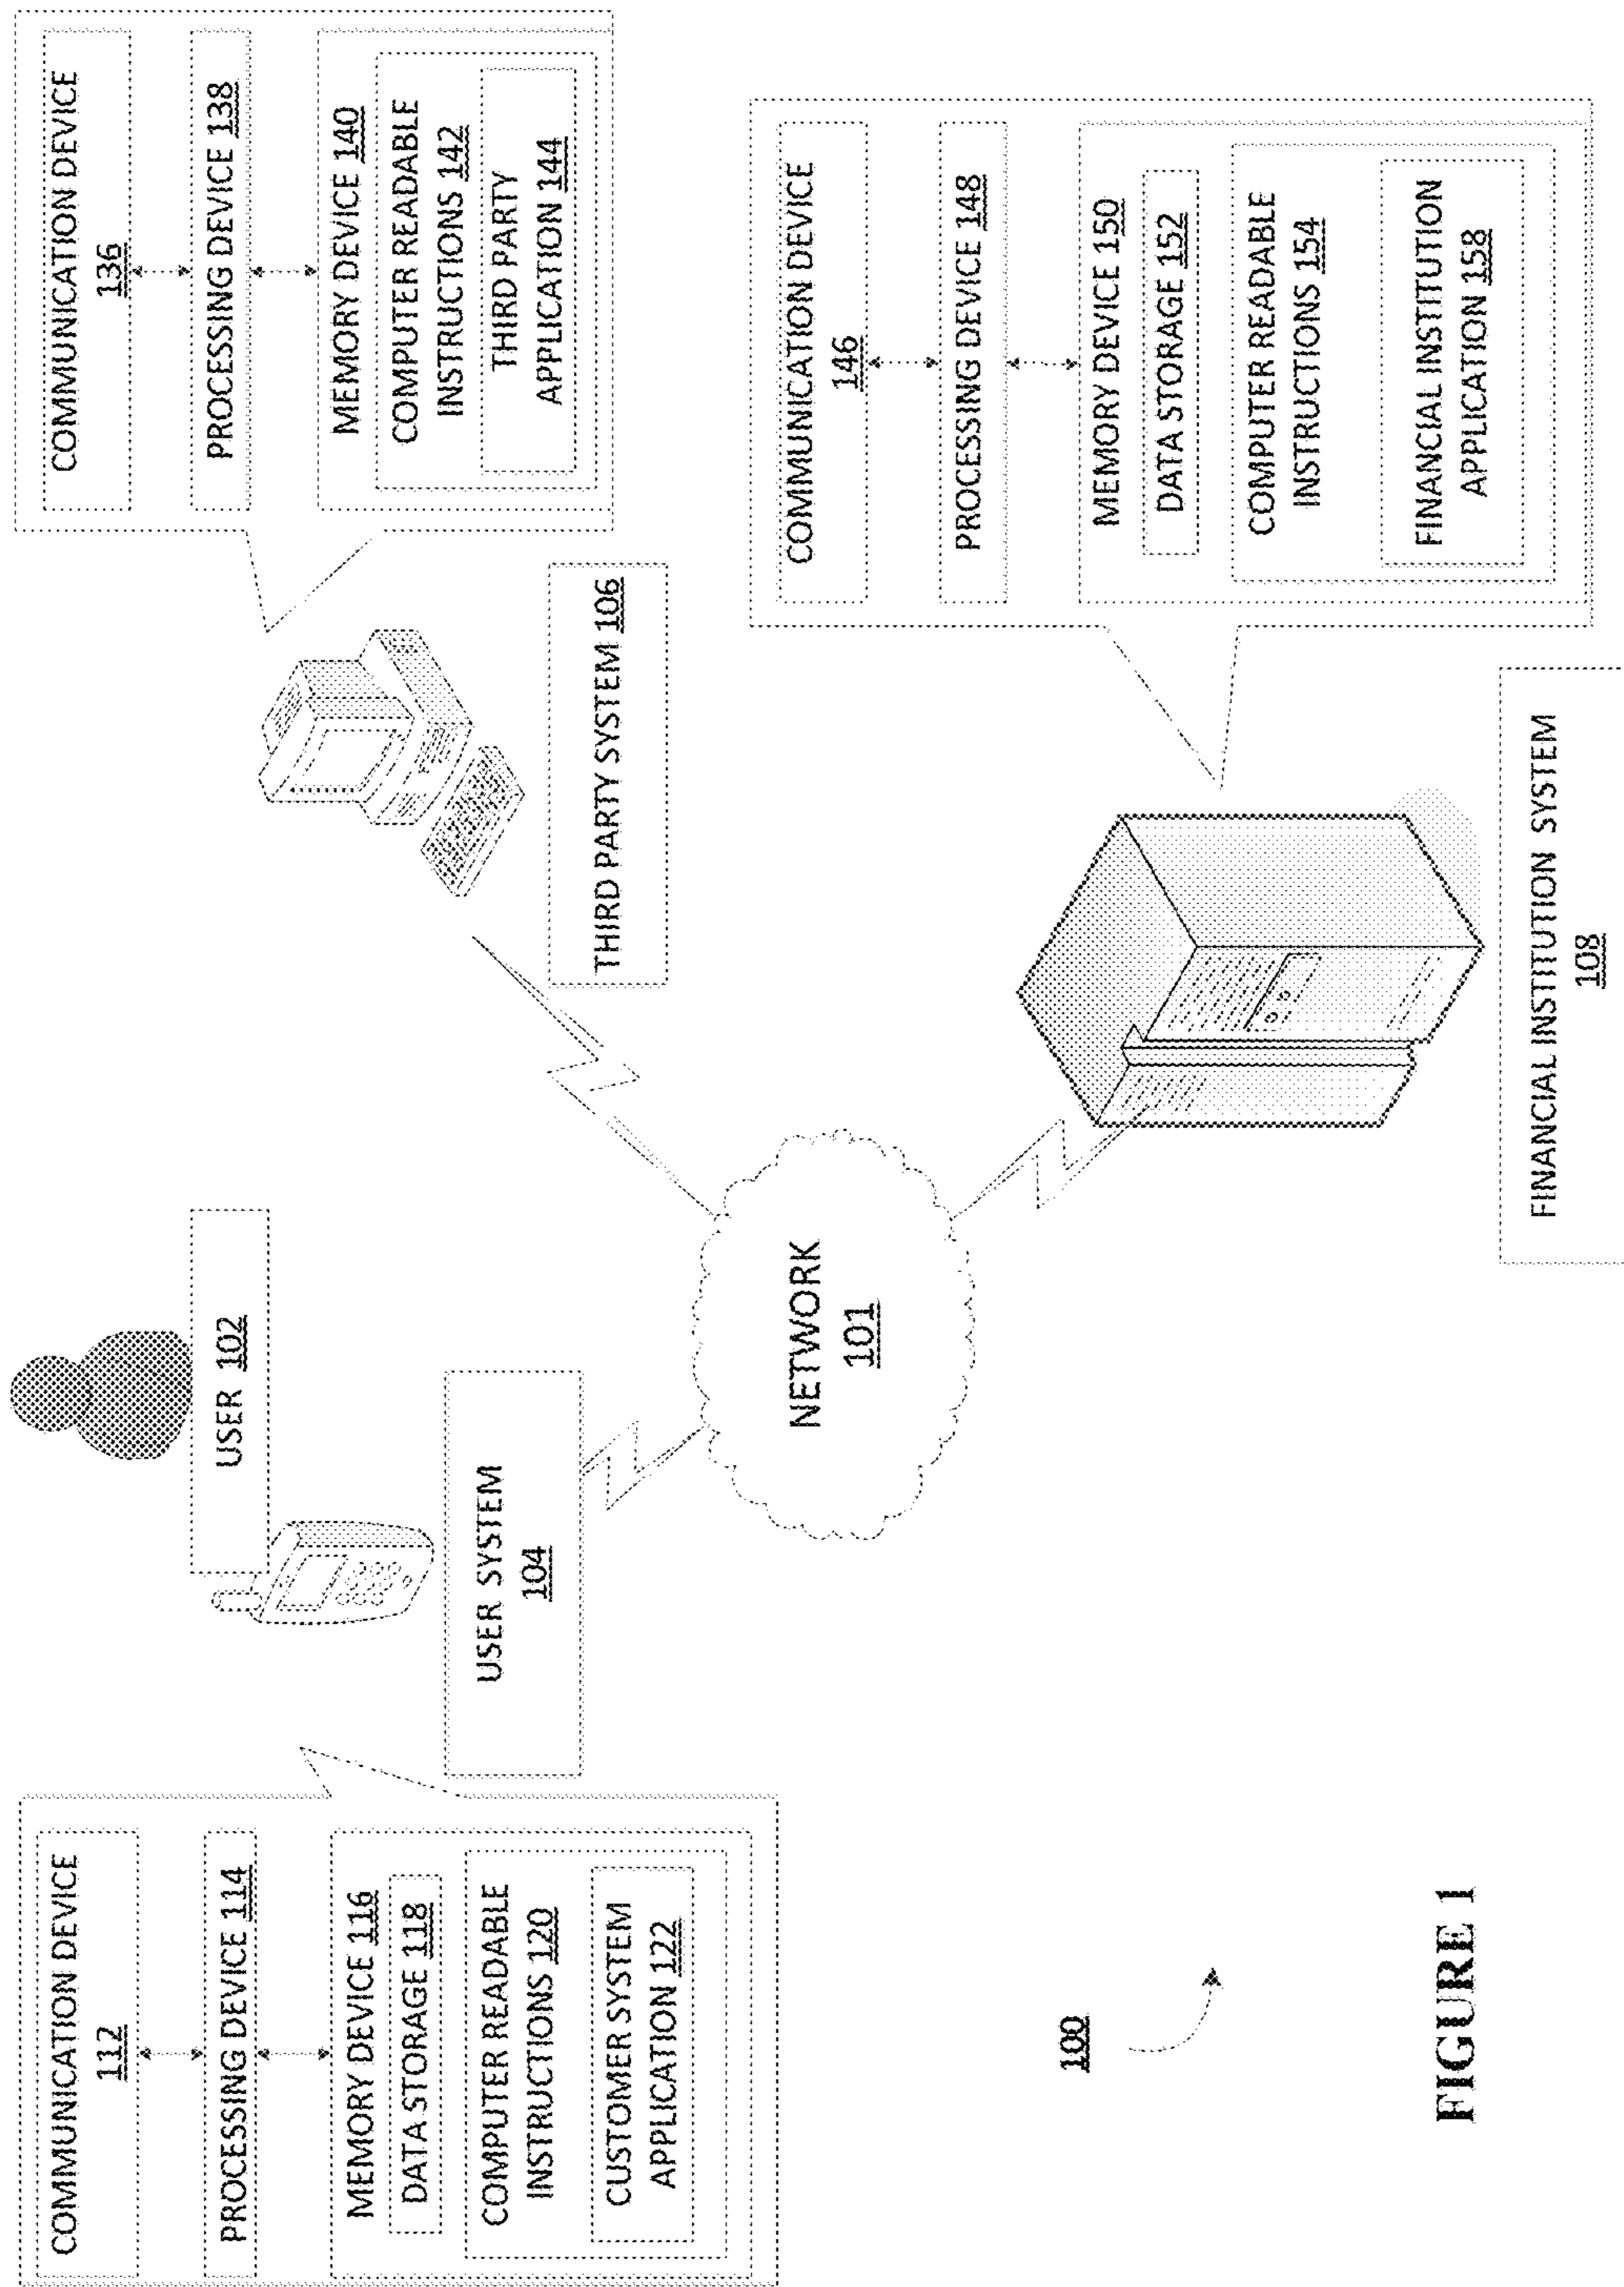 COMMUNICATION DEVICE
112
PROCESSING DEVICE 114
MEMORY DEVICE 116
DATA STORAGE 118
COMPUTER READABLE
INSTRUCTIONS 120
CUSTOMER SYSTEM
APPLICATION 122
USER 102
USER SYSTEM
104
NETWORK
101
COMMUNICATION DEVICE
136
PROCESSING DEVICE 138
MEMORY DEVICE 140
COMPUTER READABLE
INSTRUCTIONS 142
THIRD PARTY
APPLICATION 144
THIRD PARTY SYSTEM 106
COMMUNICATION DEVICE
146
PROCESSING DEVICE 148
MEMORY DEVICE 150
DATA STORAGE 152
COMPUTER READABLE
INSTRUCTIONS 154
FINANCIAL INSTITUTION
APPLICATION 158
FINANCIAL INSTITUTION SYSTEM
108
100
FIGURE 1